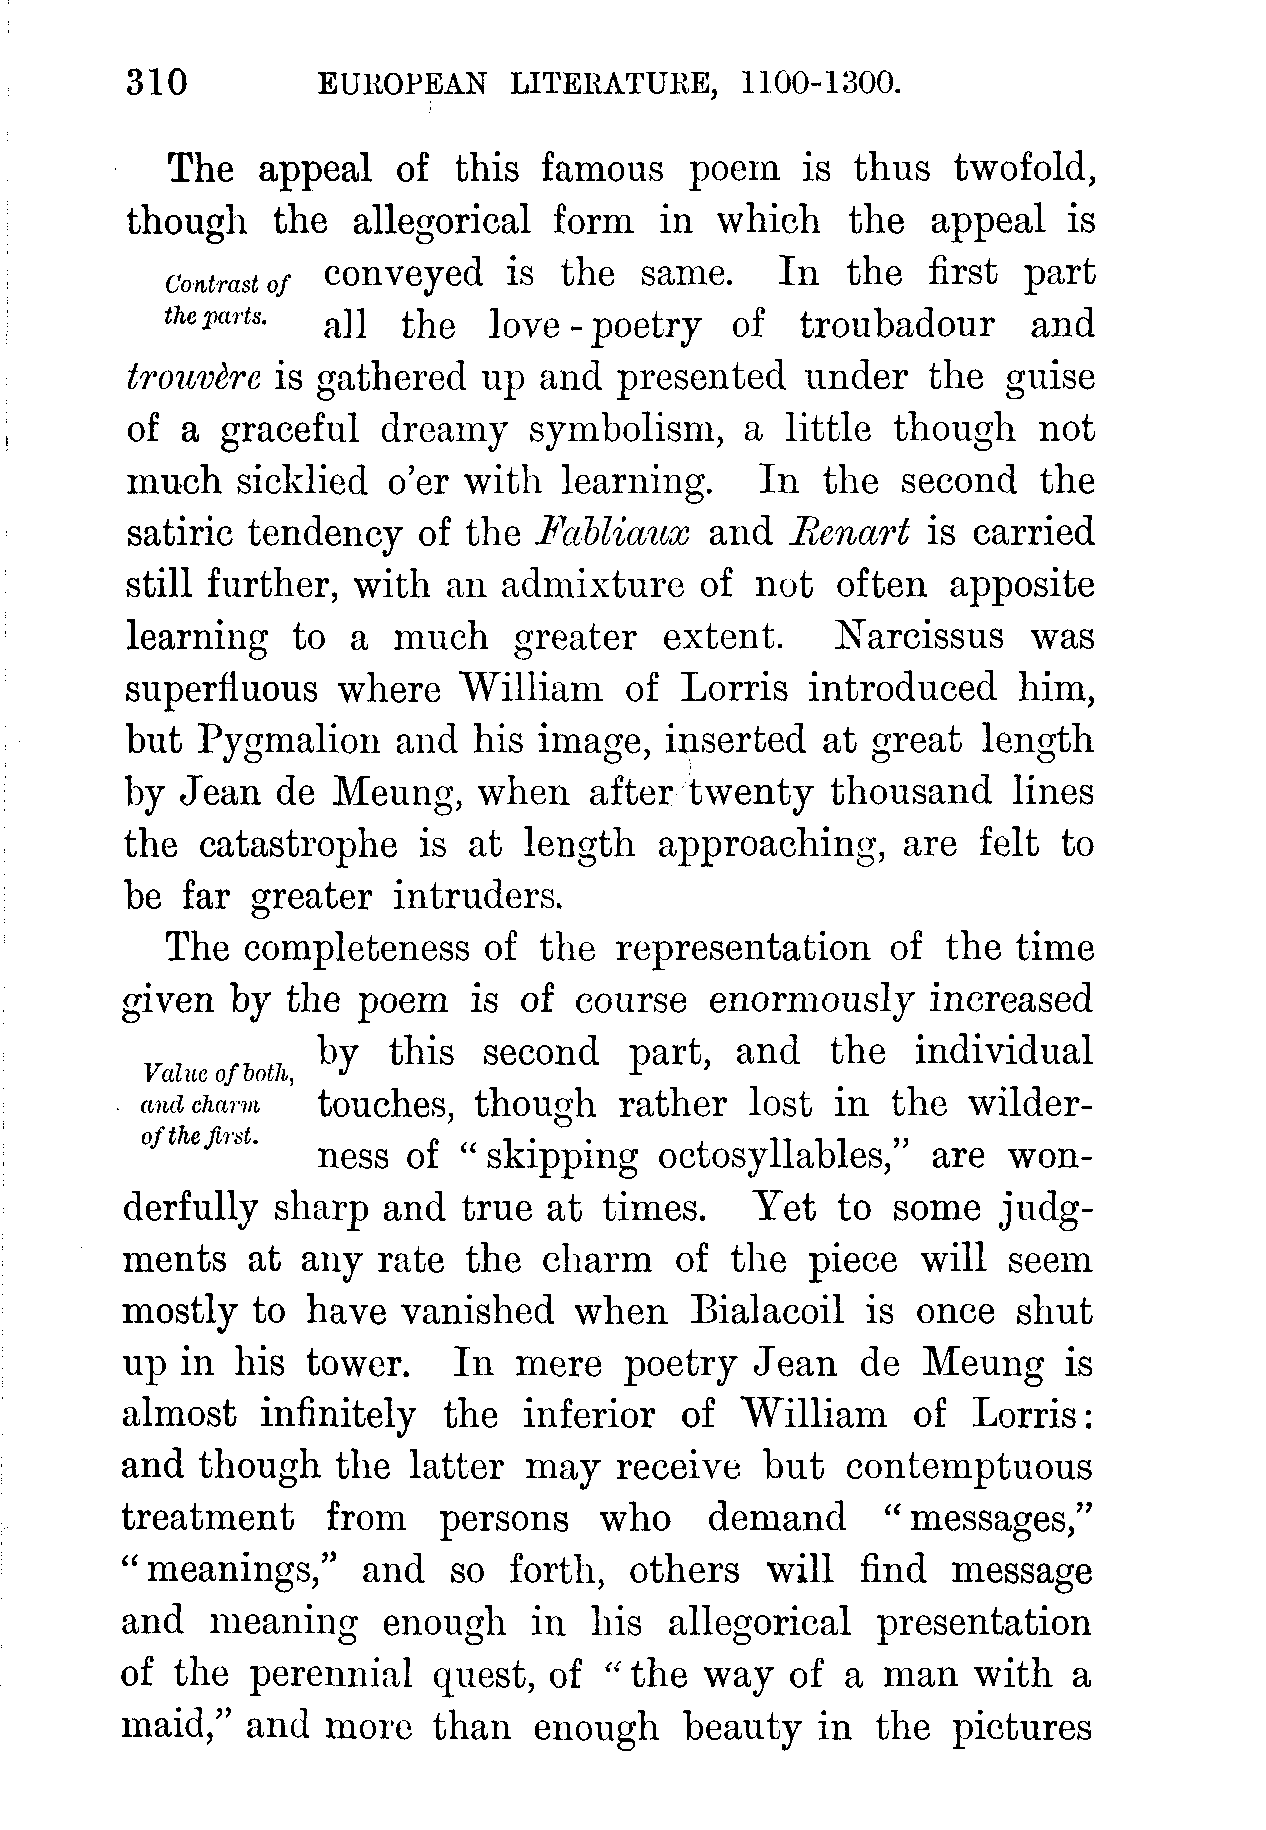 310 EUROPEAN LITERATURE, 1100-1300.
The appeal of this famous poem is thus twofold,
though the allegorical form in which the appeal is
Contrast of
the parts.
conveyed is the same. In the first part
all the love-poetry of troubadour and
trouvère is gathered up and presented under the guise
of a graceful dreamy symbolism, a little though not
much sicklied o'er with learning. In the second the
satiric tendency of the Fabliaux and Renart is carried
still further, with an admixture of not often apposite
learning to a much greater extent. Narcissus was
superfluous where William of Lorris introduced him,
but Pygmalion and his image, inserted at great length
by Jean de Meung, when after twenty thousand lines
the catastrophe is at length approaching, are felt to
be far greater intruders.
The completeness of the representation of the time
given by the poem is of course enormously increased
Value of both,
and charm
of the first.
by this second part, and the individual
touches, though rather lost in the wilder-
ness of "skipping octosyllables," are won-
derfully sharp and true at times. Yet to some judg-
ments at any rate the charm of the piece will seem
mostly to have vanished when Bialacoil is once shut
up in his tower. In mere poetry Jean de Meung is
almost infinitely the inferior of William of Lorris:
and though the latter may receive but contemptuous
treatment from persons who demand "messages,"
"meanings," and so forth, others will find message
and meaning enough in his allegorical presentation
of the perennial quest, of "the way of a man with a
maid," and more than enough beauty in the pictures